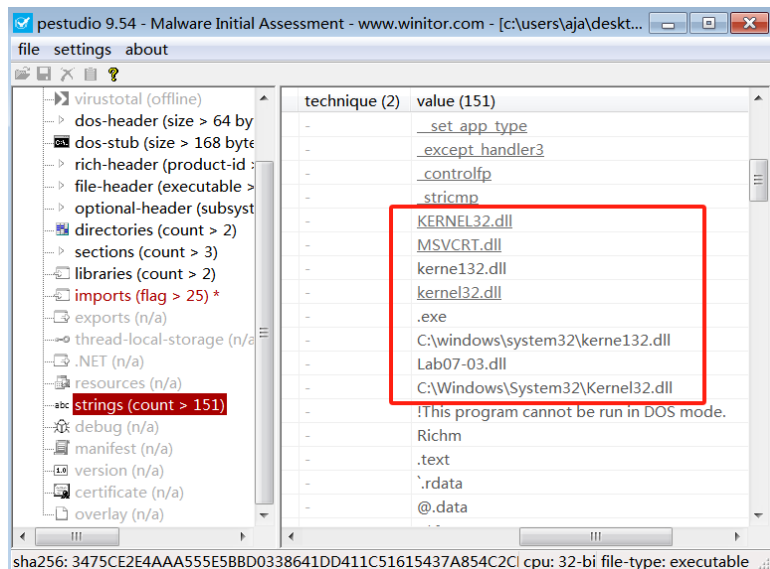 pestudio 9.54 - Malware Initial Assessment - www.winitor.com - [c:\users\aja\deskt...
file settings about
virustotal (offline)
dos-header (size > 64 by
dos-stub (size > 168 byte
rich-header (product-id >
file-header (executable >
optional-header (subsyst
directories (count > 2)
sections (count > 3)
libraries (count > 2)
imports (flag > 25) *
exports (n/a)
thread-local-storage (n/a
.NET (n/a)
resources (n/a)
abc strings (count > 151)
debug (n/a)
manifest (n/a)
1.0 version (n/a)
certificate (n/a)
overlay (n/a)
technique (2) value (151)
- __set_app_type
- _except_handler3
- _controlfp
- _stricmp
- KERNEL32.dll
- MSVCRT.dll
- kerne132.dll
- kernel32.dll
- .exe
- C:\windows\system32\kerne132.dll
- Lab07-03.dll
- C:\Windows\System32\Kernel32.dll
- !This program cannot be run in DOS mode.
- Richm
- .text
- `.rdata
- @.data
sha256: 3475CE2E4AAA555E5BBD0338641DD411C51615437A854C2C cpu: 32-bi file-type: executable